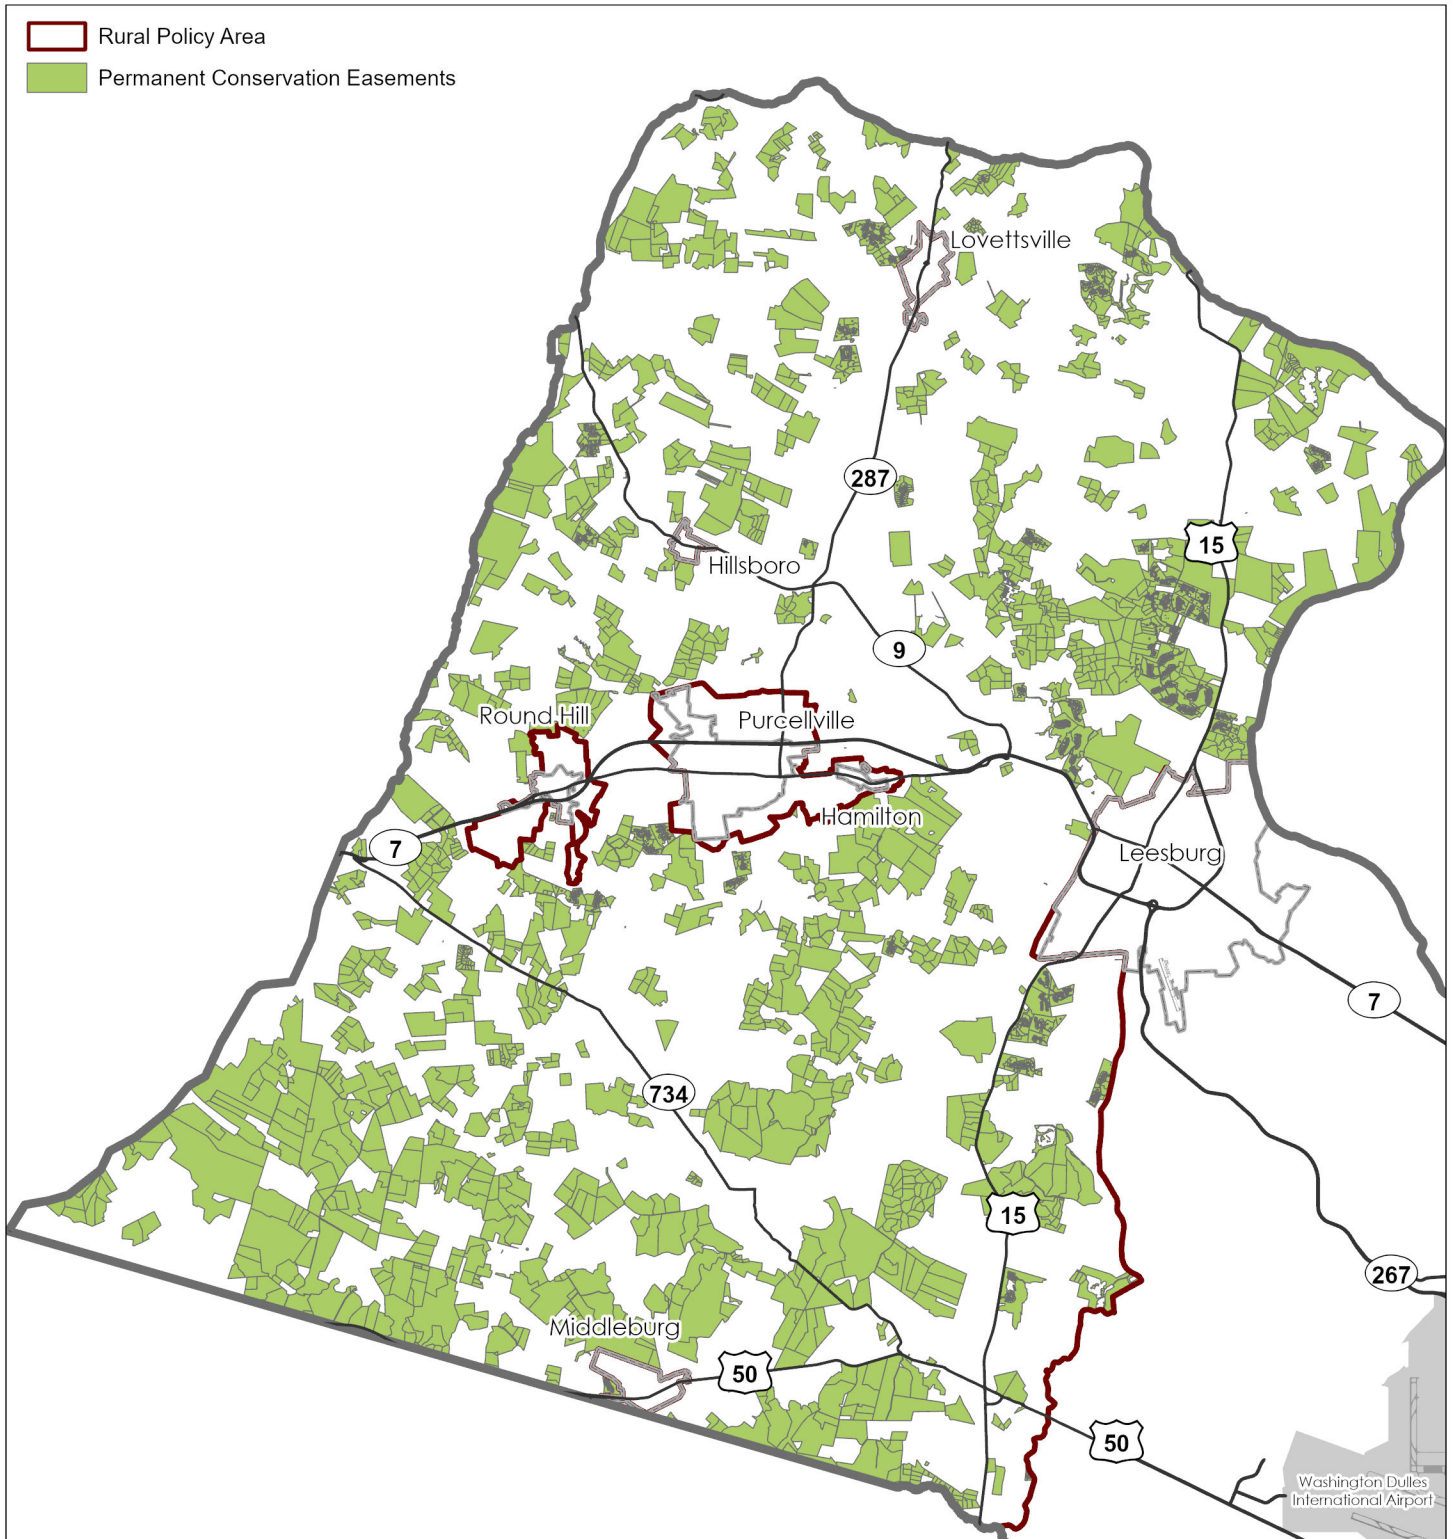 Rural Policy Area
Permanent Conservation Easements
Lovettsville
287
15
Hillsboro
9
Round Hill
Purcellville
Hamilton
7
Leesburg
7
734
15
267
Middleburg
50
50
Washington Dulles
International Airport